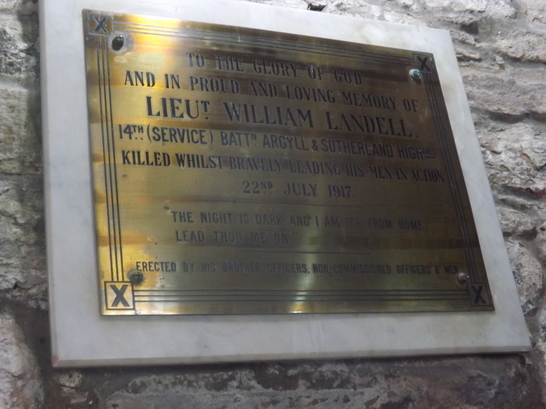 TO THE GLORY OF GOD
AND IN PROUD AND LOVING MEMORY OF
LIEUT. WILLIAM LANDELL.
14TH (SERVICE) BATTN ARGYLL & SUTHERLAND HIGHRS
KILLED WHILST BRAVELY LEADING HIS MEN IN ACTION
22ND JULY 1917.
THE NIGHT IS DARK AND I AM FAR FROM HOME
LEAD THOU ME ON.
ERECTED BY HIS BROTHER OFFICERS, NON-COMMISSIONED OFFICERS & MEN